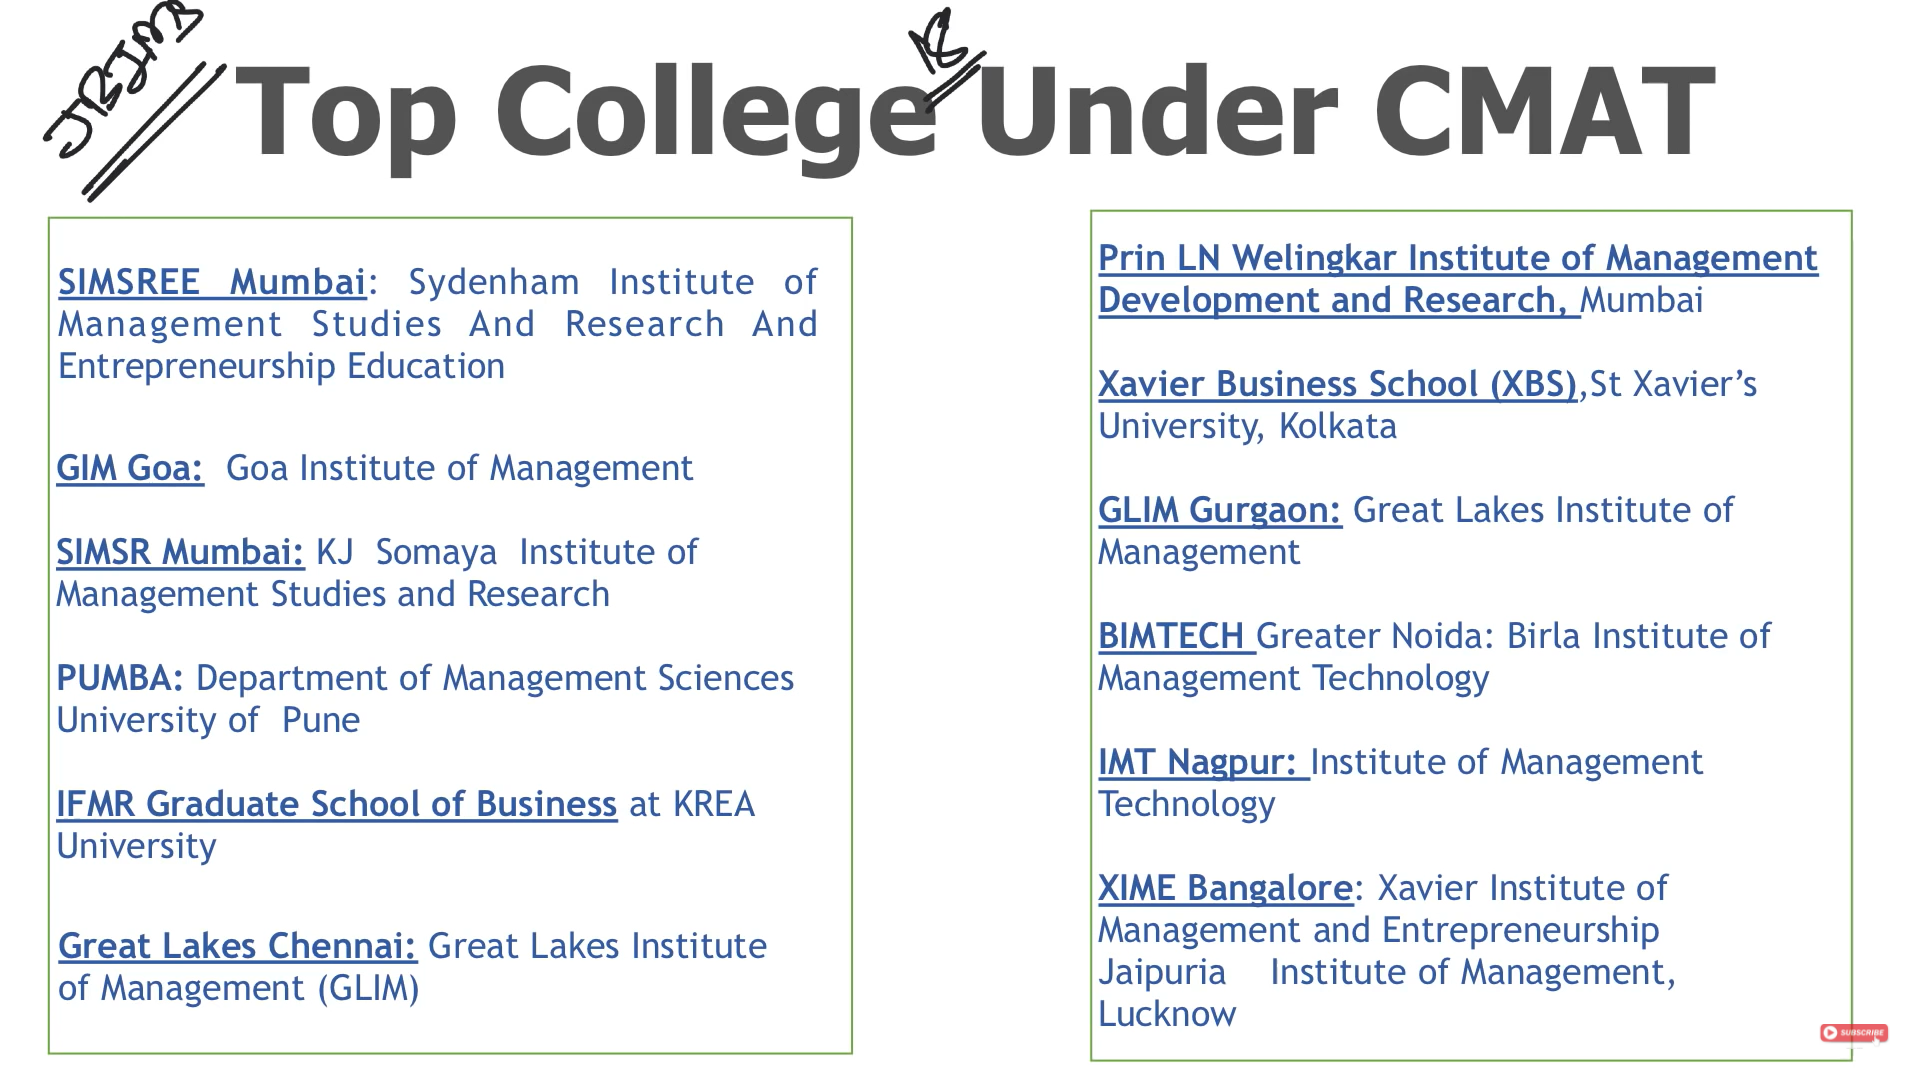 JBIMS
Top College Under CMAT
SIMSREE Mumbai: Sydenham Institute of
Management Studies And Research And
Entrepreneurship Education
GIM Goa: Goa Institute of Management
SIMSR Mumbai: KJ Somaya Institute of
Management Studies and Research
PUMBA: Department of Management Sciences
University of Pune
IFMR Graduate School of Business at KREA
University
Great Lakes Chennai: Great Lakes Institute
of Management (GLIM)
Prin LN Welingkar Institute of Management
Development and Research, Mumbai
Xavier Business School (XBS),St Xavier’s
University, Kolkata
GLIM Gurgaon: Great Lakes Institute of
Management
BIMTECH Greater Noida: Birla Institute of
Management Technology
IMT Nagpur: Institute of Management
Technology
XIME Bangalore: Xavier Institute of
Management and Entrepreneurship
Jaipuria Institute of Management,
Lucknow
SUBSCRIBE